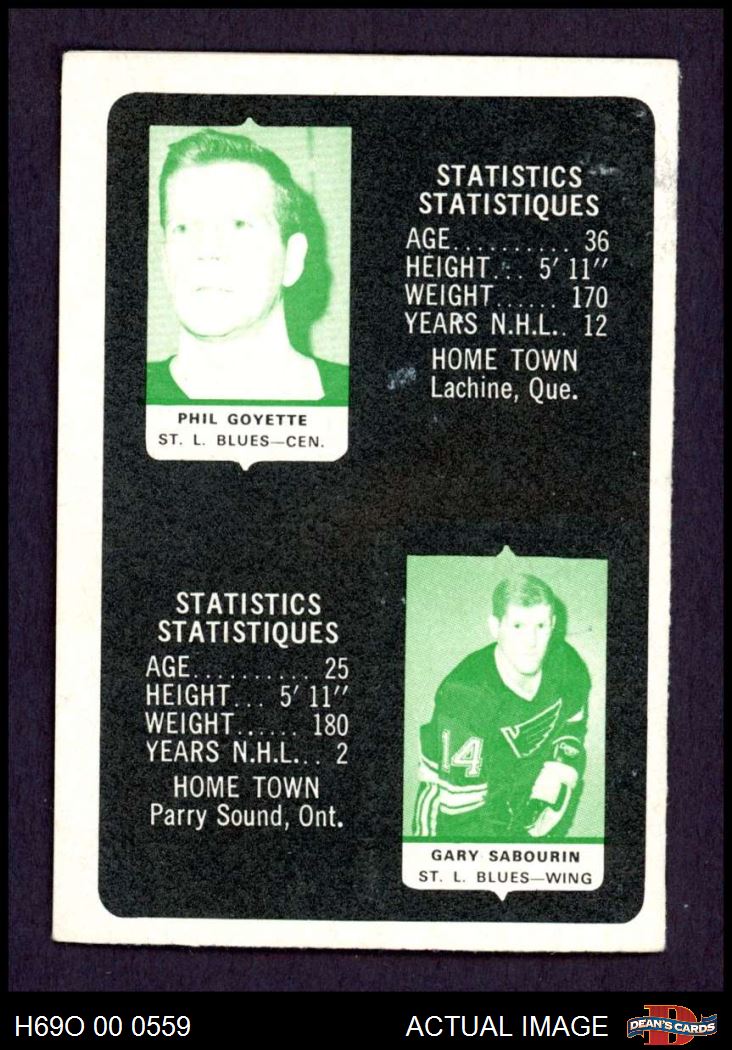 STATISTICS
STATISTIQUES
AGE.......... 36
HEIGHT... 5' 11"
WEIGHT...... 170
YEARS N.H.L.. 12
HOME TOWN
Lachine, Que.
PHIL GOYETTE
ST. L. BLUES—CEN.
STATISTICS
STATISTIQUES
AGE.......... 25
HEIGHT... 5' 11"
WEIGHT...... 180
YEARS N.H.L... 2
HOME TOWN
Parry Sound, Ont.
14
GARY SABOURIN
ST. L. BLUES—WING
H69O 00 0559
ACTUAL IMAGE
D
DEAN'S CARDS